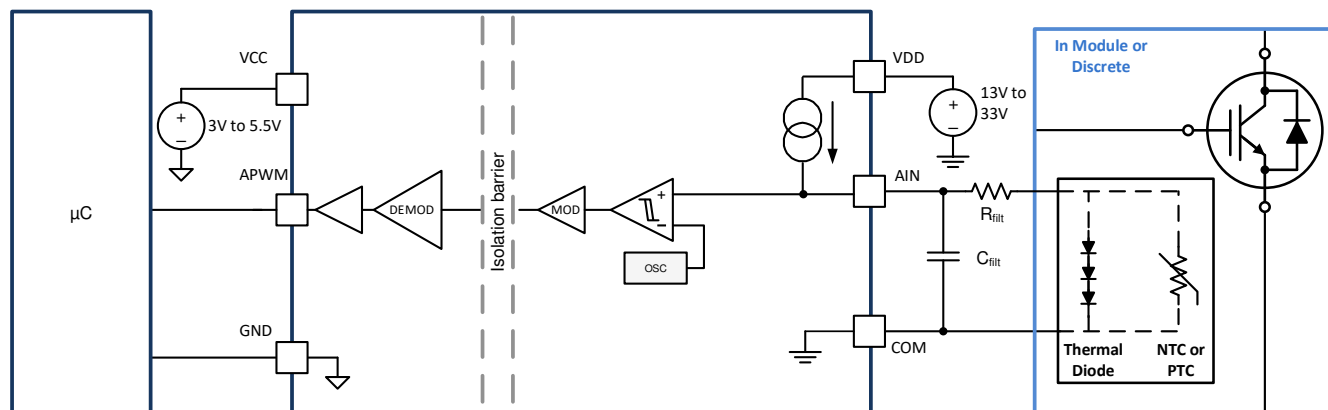 µC
VCC
+
−
3V to 5.5V
APWM
GND
DEMOD
Isolation barrier
MOD
+
−
OSC
VDD
+
−
13V to
33V
AIN
Rfilt
Cfilt
COM
In Module or
Discrete
Thermal
Diode
NTC or
PTC